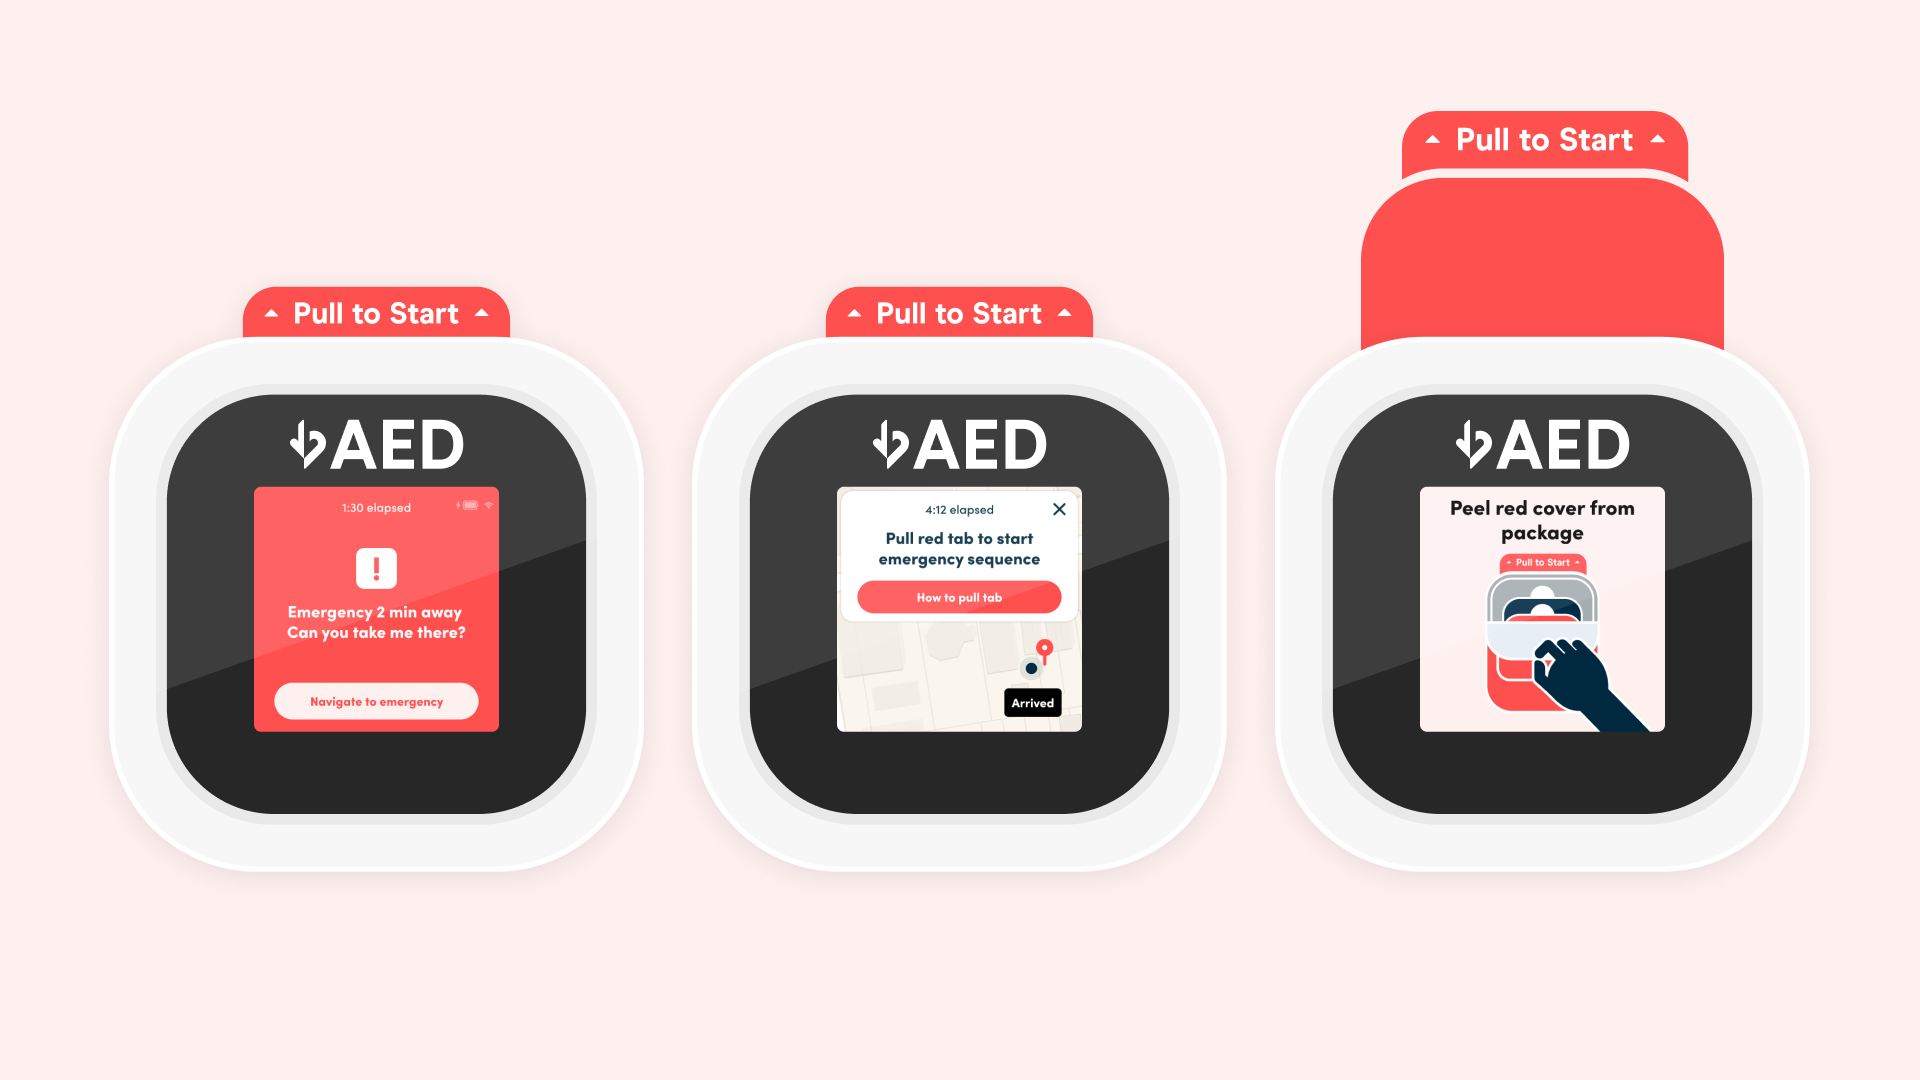 Pull to Start
AED
1:30 elapsed
!
Emergency 2 min away
Can you take me there?
Navigate to emergency
Pull to Start
AED
4:12 elapsed
Pull red tab to start
emergency sequence
How to pull tab
Arrived
Pull to Start
AED
Peel red cover from
package
Pull to Start